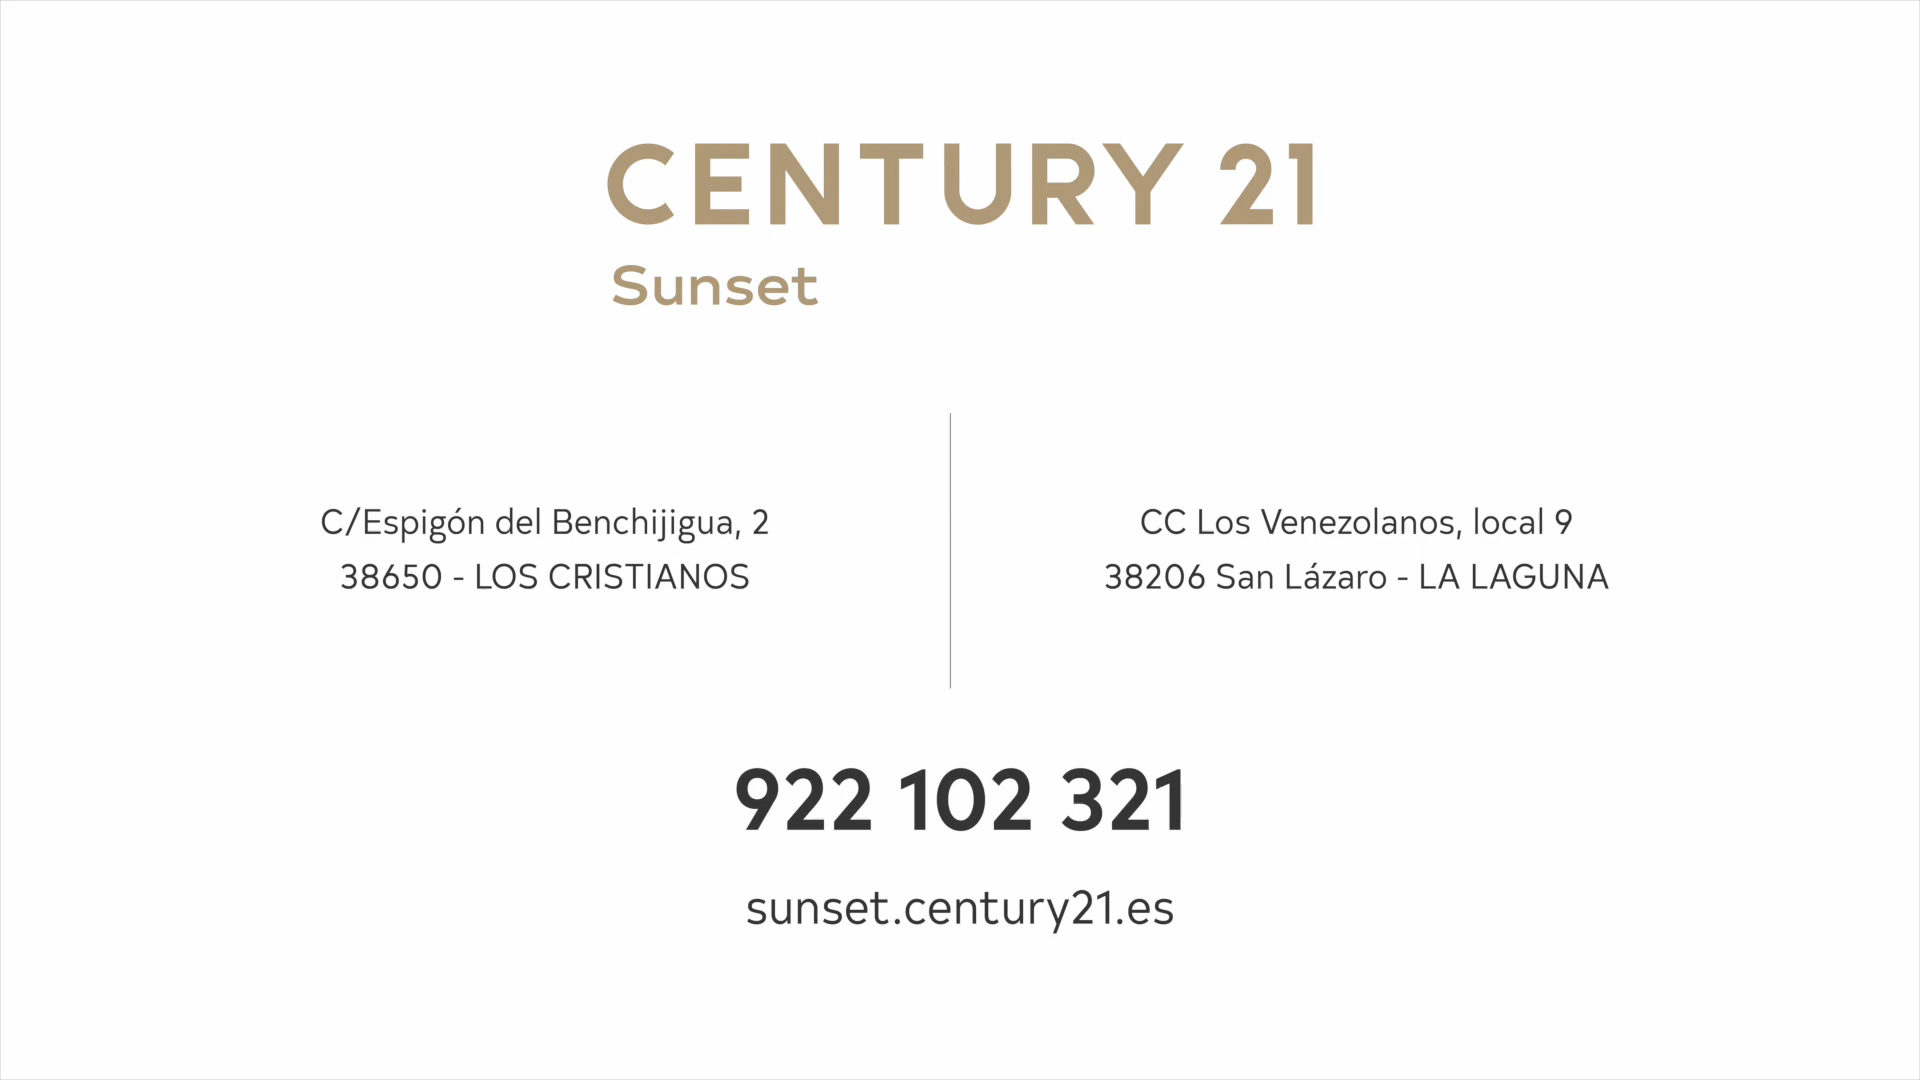 CENTURY 21
Sunset
C/Espigón del Benchijigua, 2
38650 - LOS CRISTIANOS
CC Los Venezolanos, local 9
38206 San Lázaro - LA LAGUNA
922 102 321
sunset.century21.es